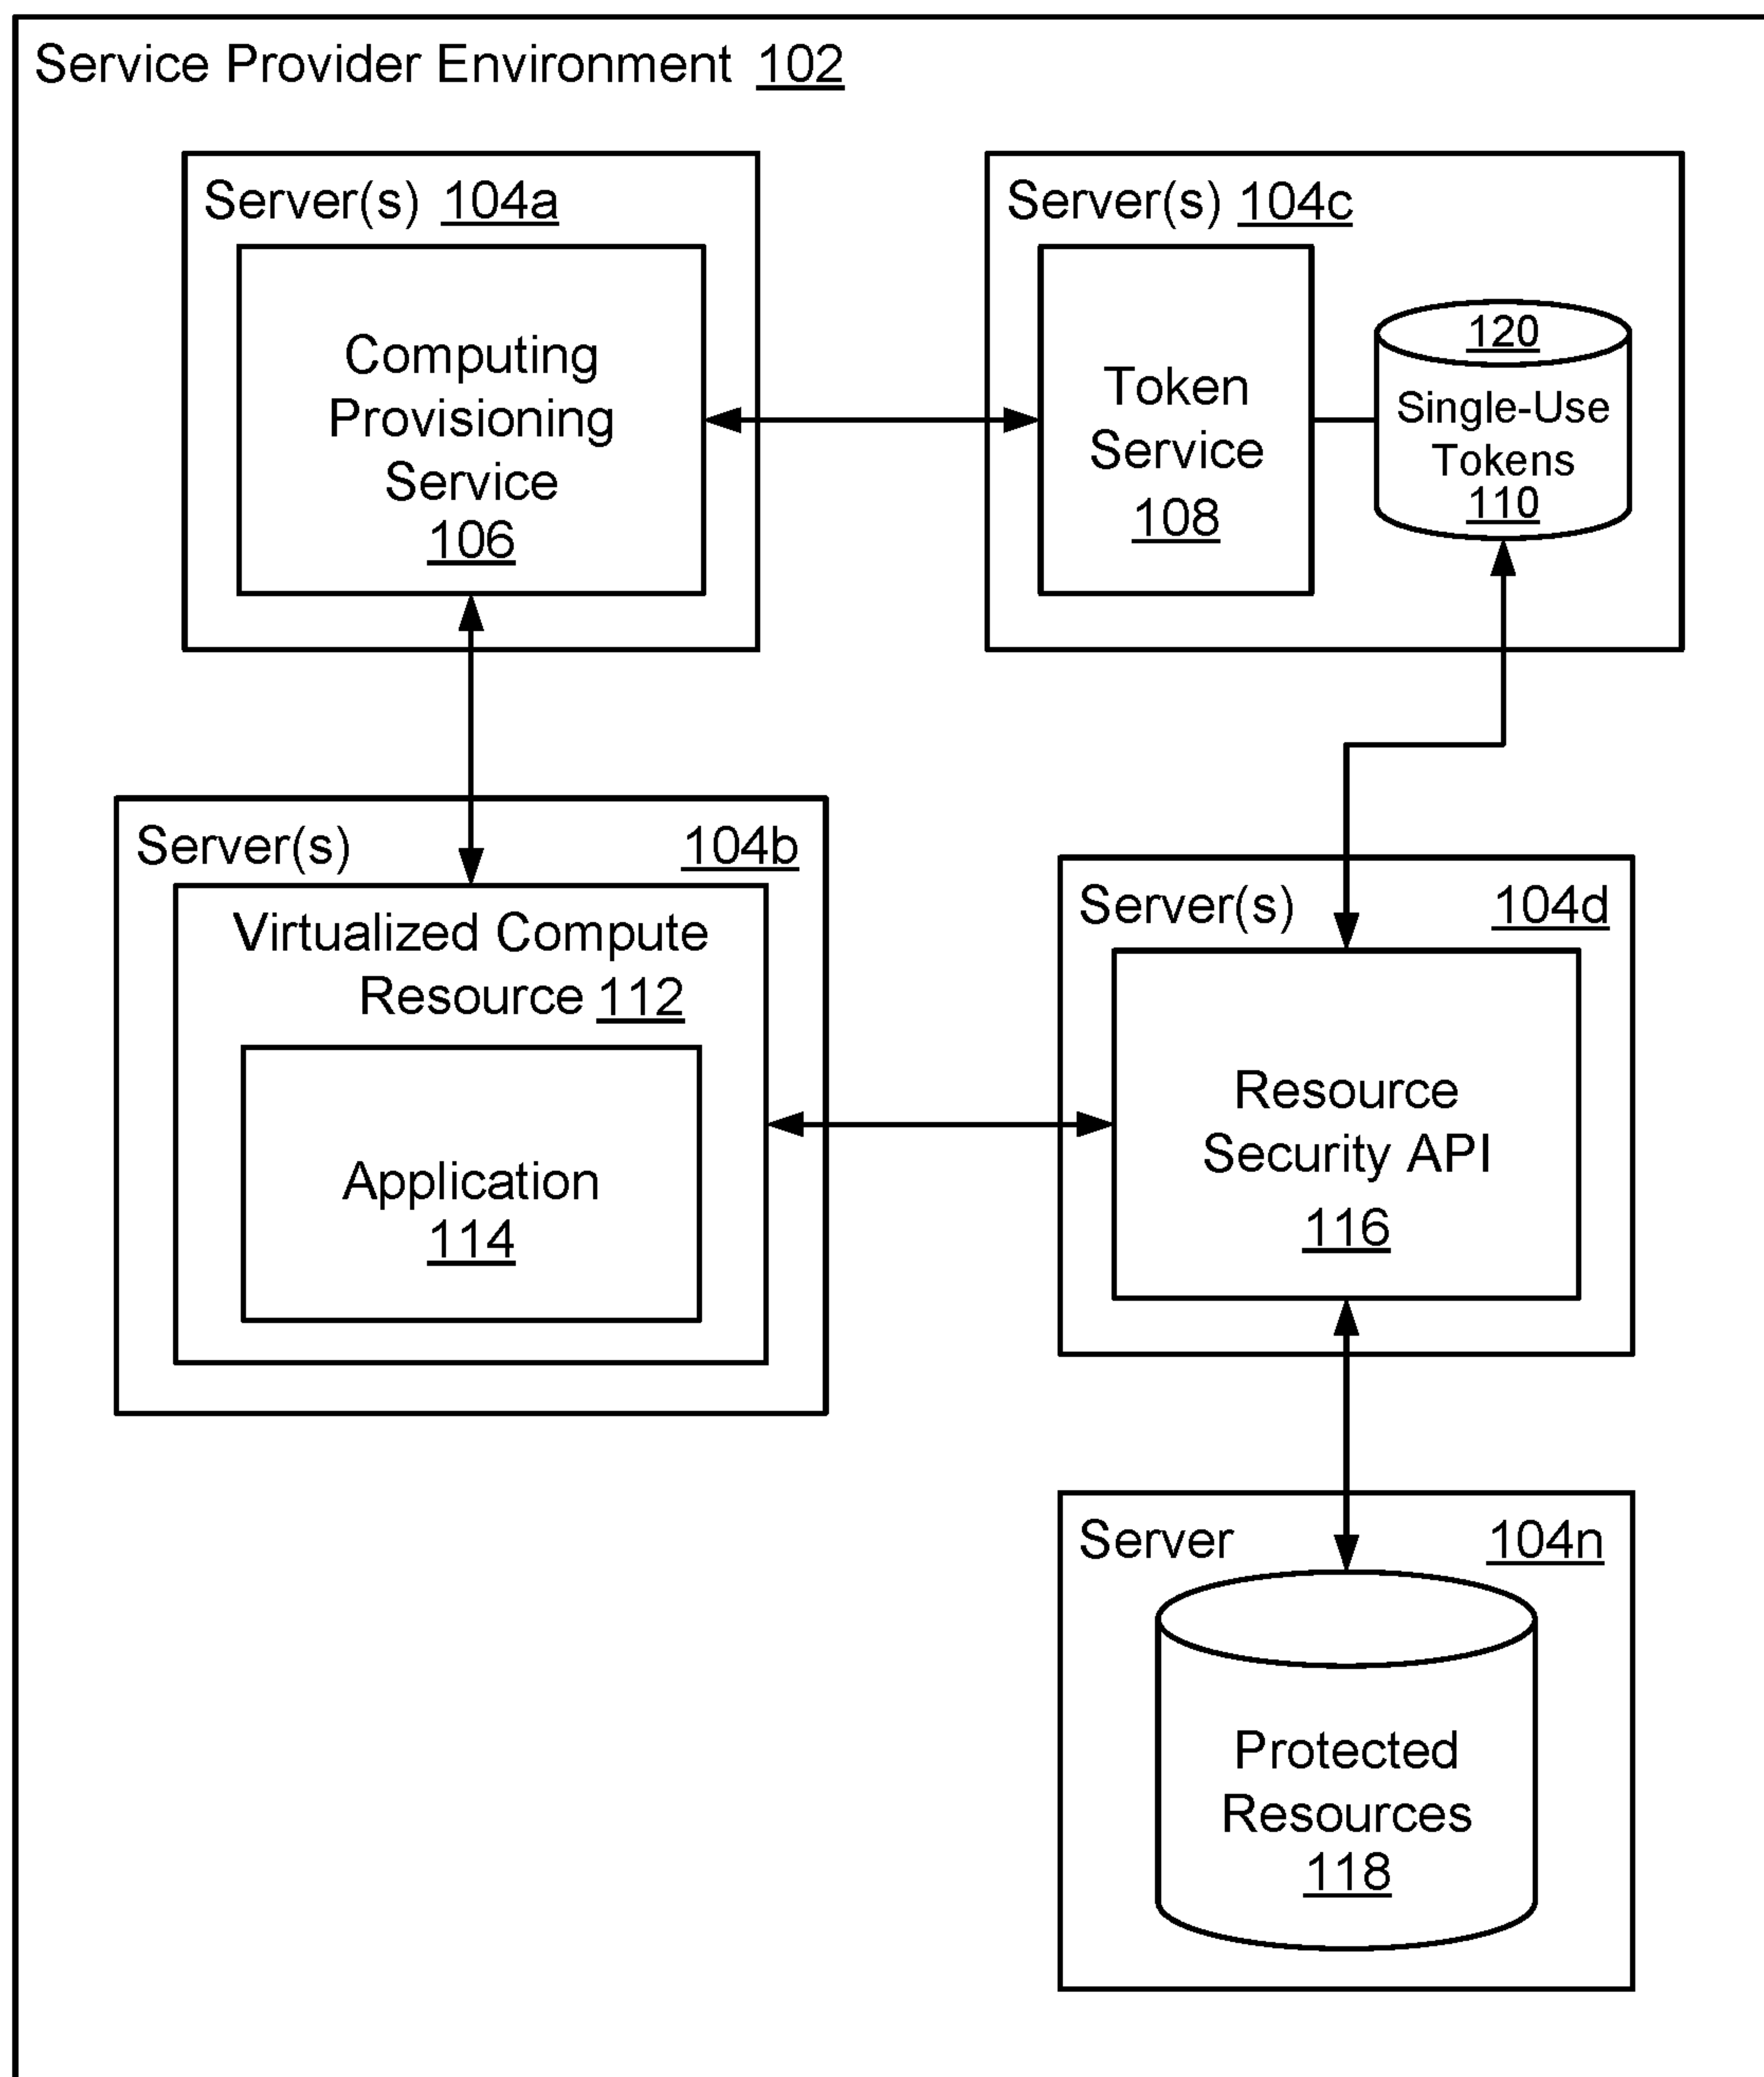 Service Provider Environment 102
Server(s) 104a
Computing
Provisioning
Service
106
Server(s) 104c
Token
Service
108
120
Single-Use
Tokens
110
Server(s) 104b
Virtualized Compute
Resource 112
Application
114
Server(s) 104d
Resource
Security API
116
Server 104n
Protected
Resources
118